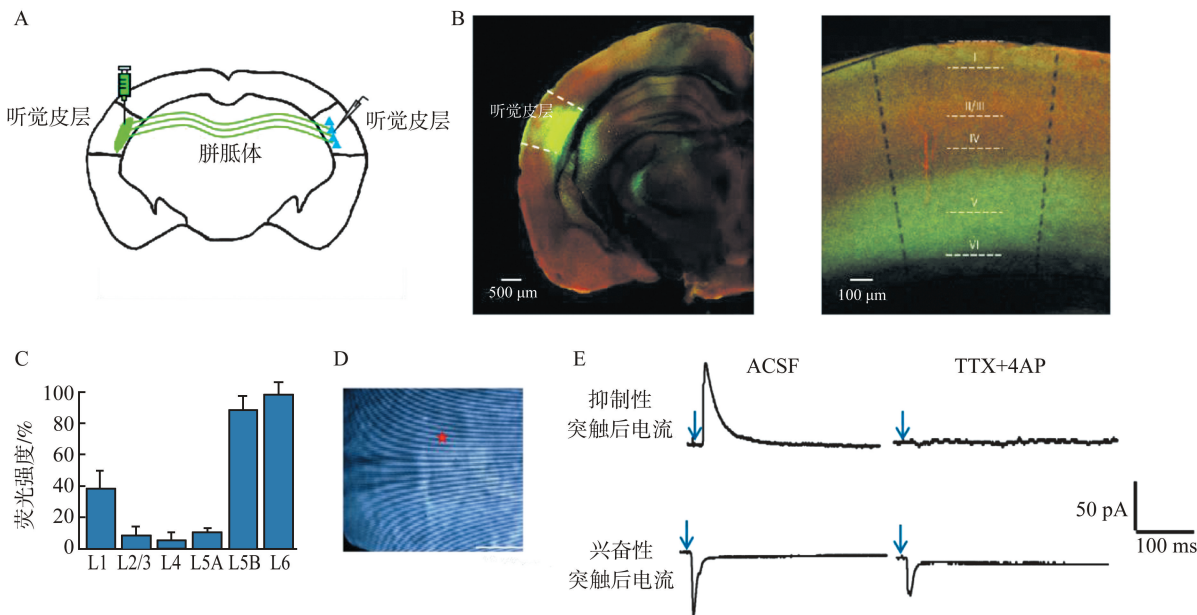 A
听觉皮层
听觉皮层
胼胝体
B
听觉皮层
500 μm
I
II/III
IV
V
VI
100 μm
C
荧光强度/%
100
80
60
40
20
0
L1 L2/3 L4 L5A L5B L6
D
E
ACSF
TTX+4AP
抑制性
突触后电流
兴奋性
突触后电流
50 pA
100 ms